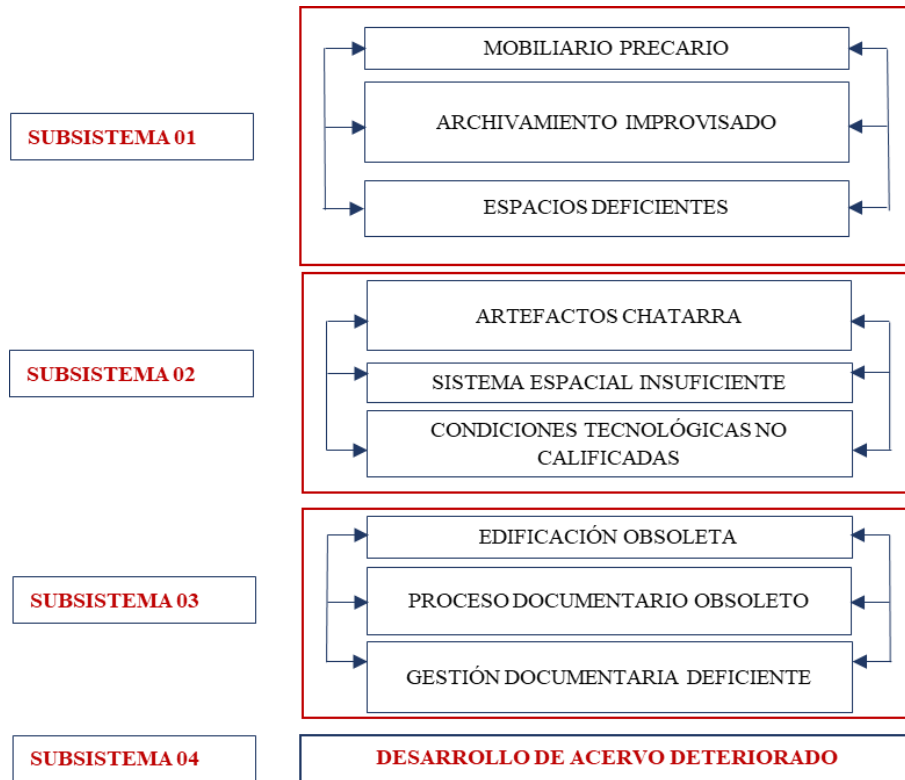 SUBSISTEMA 01
MOBILIARIO PRECARIO
ARCHIVAMIENTO IMPROVISADO
ESPACIOS DEFICIENTES
SUBSISTEMA 02
ARTEFACTOS CHATARRA
SISTEMA ESPACIAL INSUFICIENTE
CONDICIONES TECNOLÓGICAS NO
CALIFICADAS
SUBSISTEMA 03
EDIFICACIÓN OBSOLETA
PROCESO DOCUMENTARIO OBSOLETO
GESTIÓN DOCUMENTARIA DEFICIENTE
SUBSISTEMA 04
DESARROLLO DE ACERVO DETERIORADO